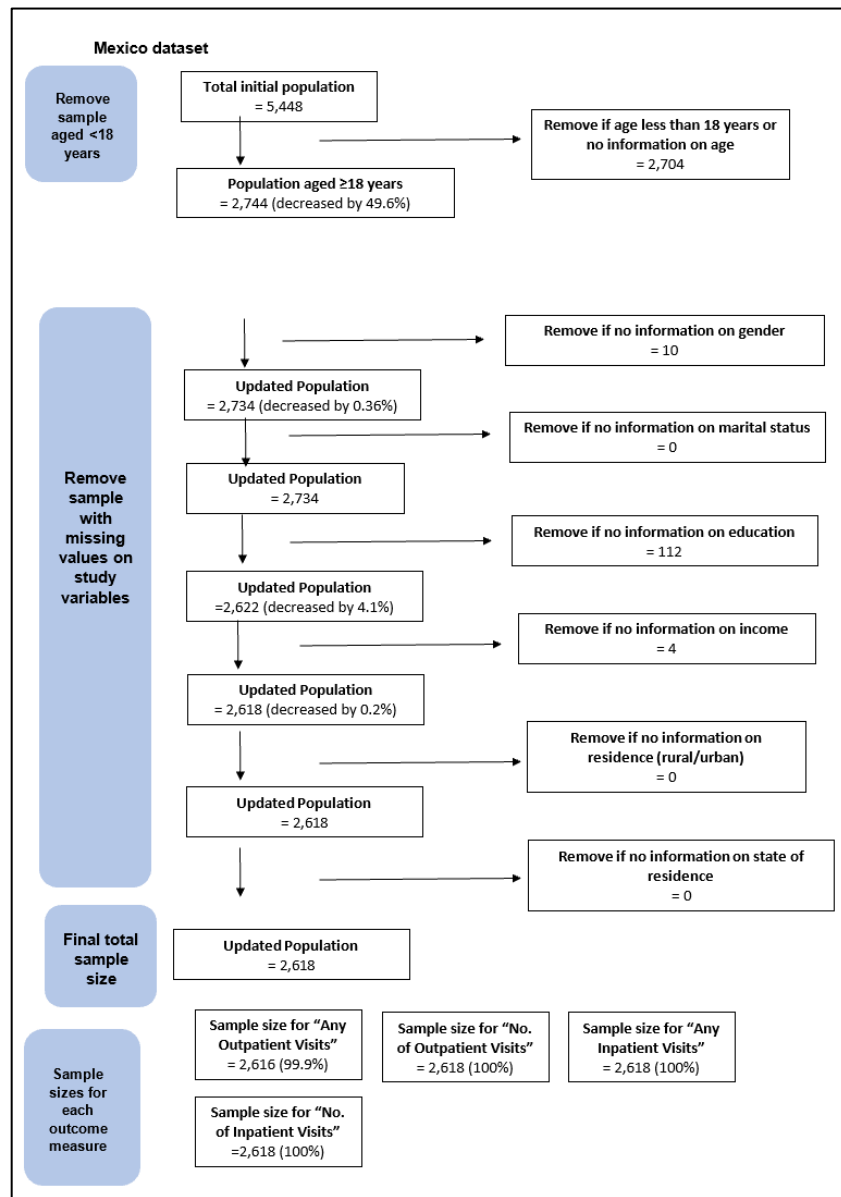 Mexico dataset
Remove
sample
aged <18
years
Total initial population
= 5,448
Remove if age less than 18 years or
no information on age
= 2,704
Population aged ≥18 years
= 2,744 (decreased by 49.6%)
Remove
sample
with
missing
values on
study
variables
Remove if no information on gender
= 10
Updated Population
= 2,734 (decreased by 0.36%)
Remove if no information on marital status
= 0
Updated Population
= 2,734
Remove if no information on education
= 112
Updated Population
=2,622 (decreased by 4.1%)
Remove if no information on income
= 4
Updated Population
= 2,618 (decreased by 0.2%)
Remove if no information on
residence (rural/urban)
= 0
Updated Population
= 2,618
Remove if no information on state of
residence
= 0
Final total
sample
size
Updated Population
= 2,618
Sample
sizes for
each
outcome
measure
Sample size for “Any
Outpatient Visits”
= 2,616 (99.9%)
Sample size for “No.
of Outpatient Visits”
= 2,618 (100%)
Sample size for “Any
Inpatient Visits”
= 2,618 (100%)
Sample size for “No.
of Inpatient Visits”
=2,618 (100%)